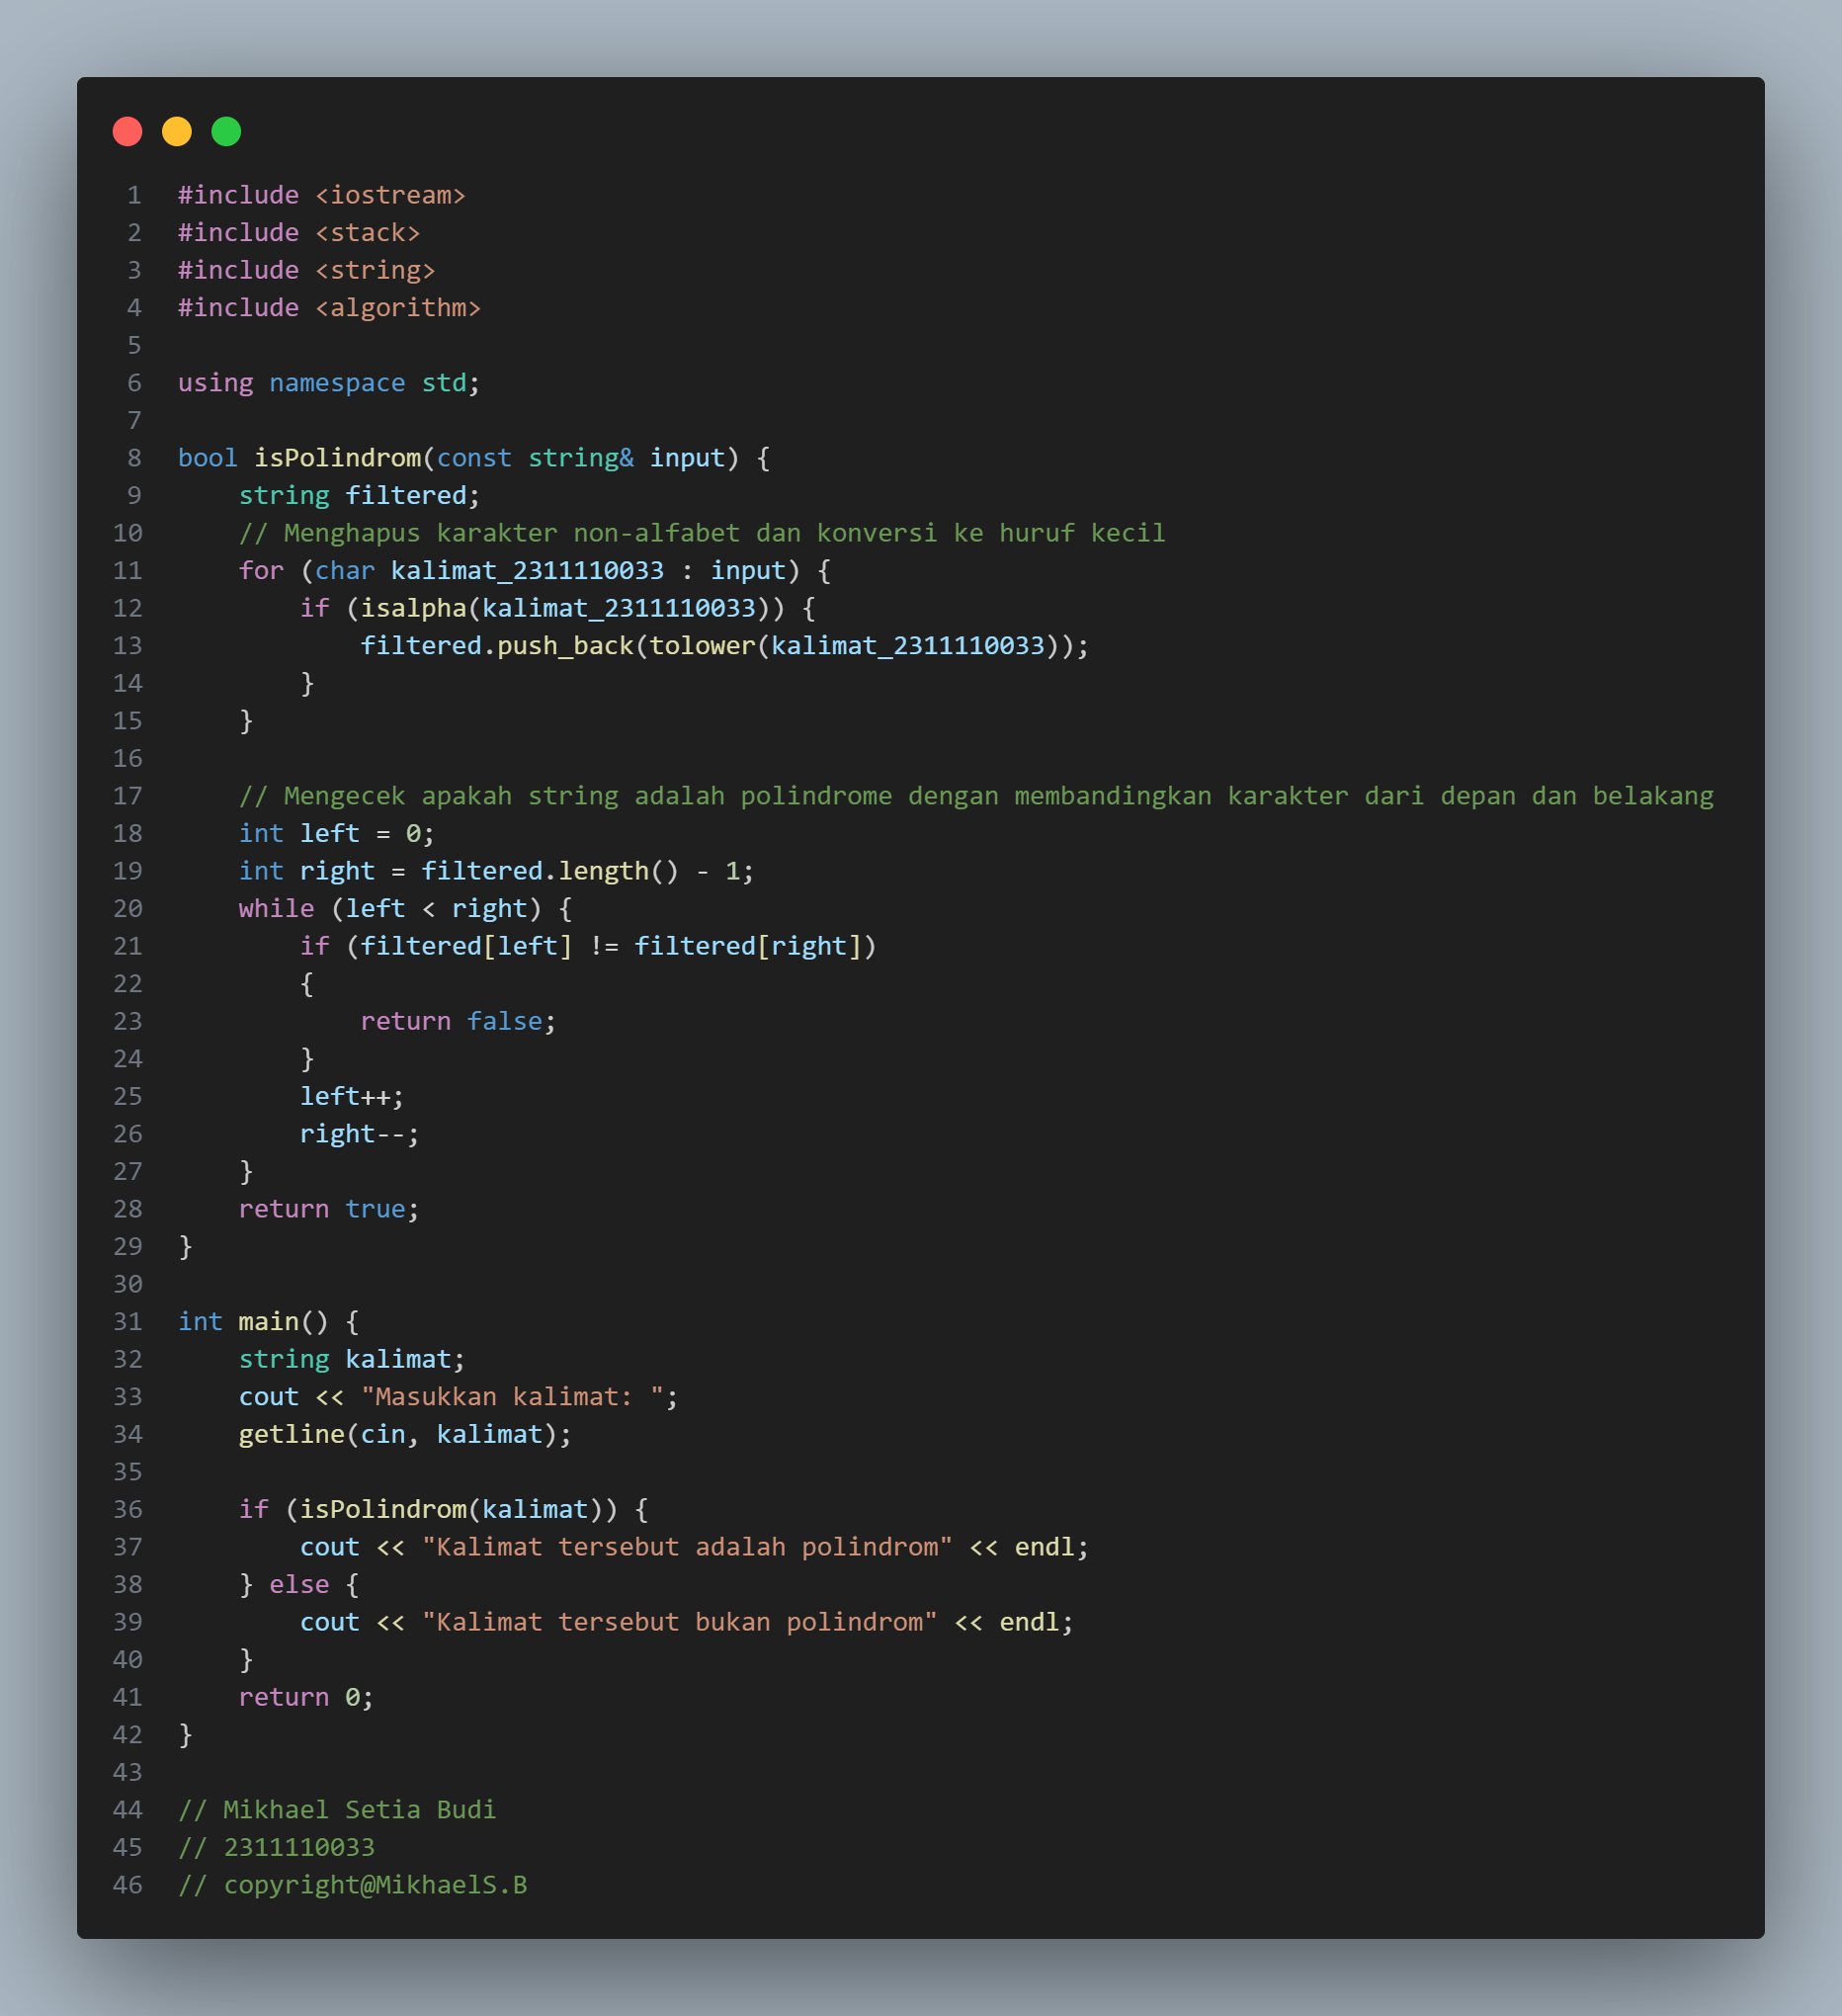 1 #include <iostream>
2 #include <stack>
3 #include <string>
4 #include <algorithm>
5
6 using namespace std;
7
8 bool isPolindrom(const string& input) {
9     string filtered;
10     // Menghapus karakter non-alfabet dan konversi ke huruf kecil
11     for (char kalimat_2311110033 : input) {
12         if (isalpha(kalimat_2311110033)) {
13             filtered.push_back(tolower(kalimat_2311110033));
14         }
15     }
16
17     // Mengecek apakah string adalah polindrome dengan membandingkan karakter dari depan dan belakang
18     int left = 0;
19     int right = filtered.length() - 1;
20     while (left < right) {
21         if (filtered[left] != filtered[right])
22         {
23             return false;
24         }
25         left++;
26         right--;
27     }
28     return true;
29 }
30
31 int main() {
32     string kalimat;
33     cout << "Masukkan kalimat: ";
34     getline(cin, kalimat);
35
36     if (isPolindrom(kalimat)) {
37         cout << "Kalimat tersebut adalah polindrom" << endl;
38     } else {
39         cout << "Kalimat tersebut bukan polindrom" << endl;
40     }
41     return 0;
42 }
43
44 // Mikhael Setia Budi
45 // 2311110033
46 // copyright@MikhaelS.B